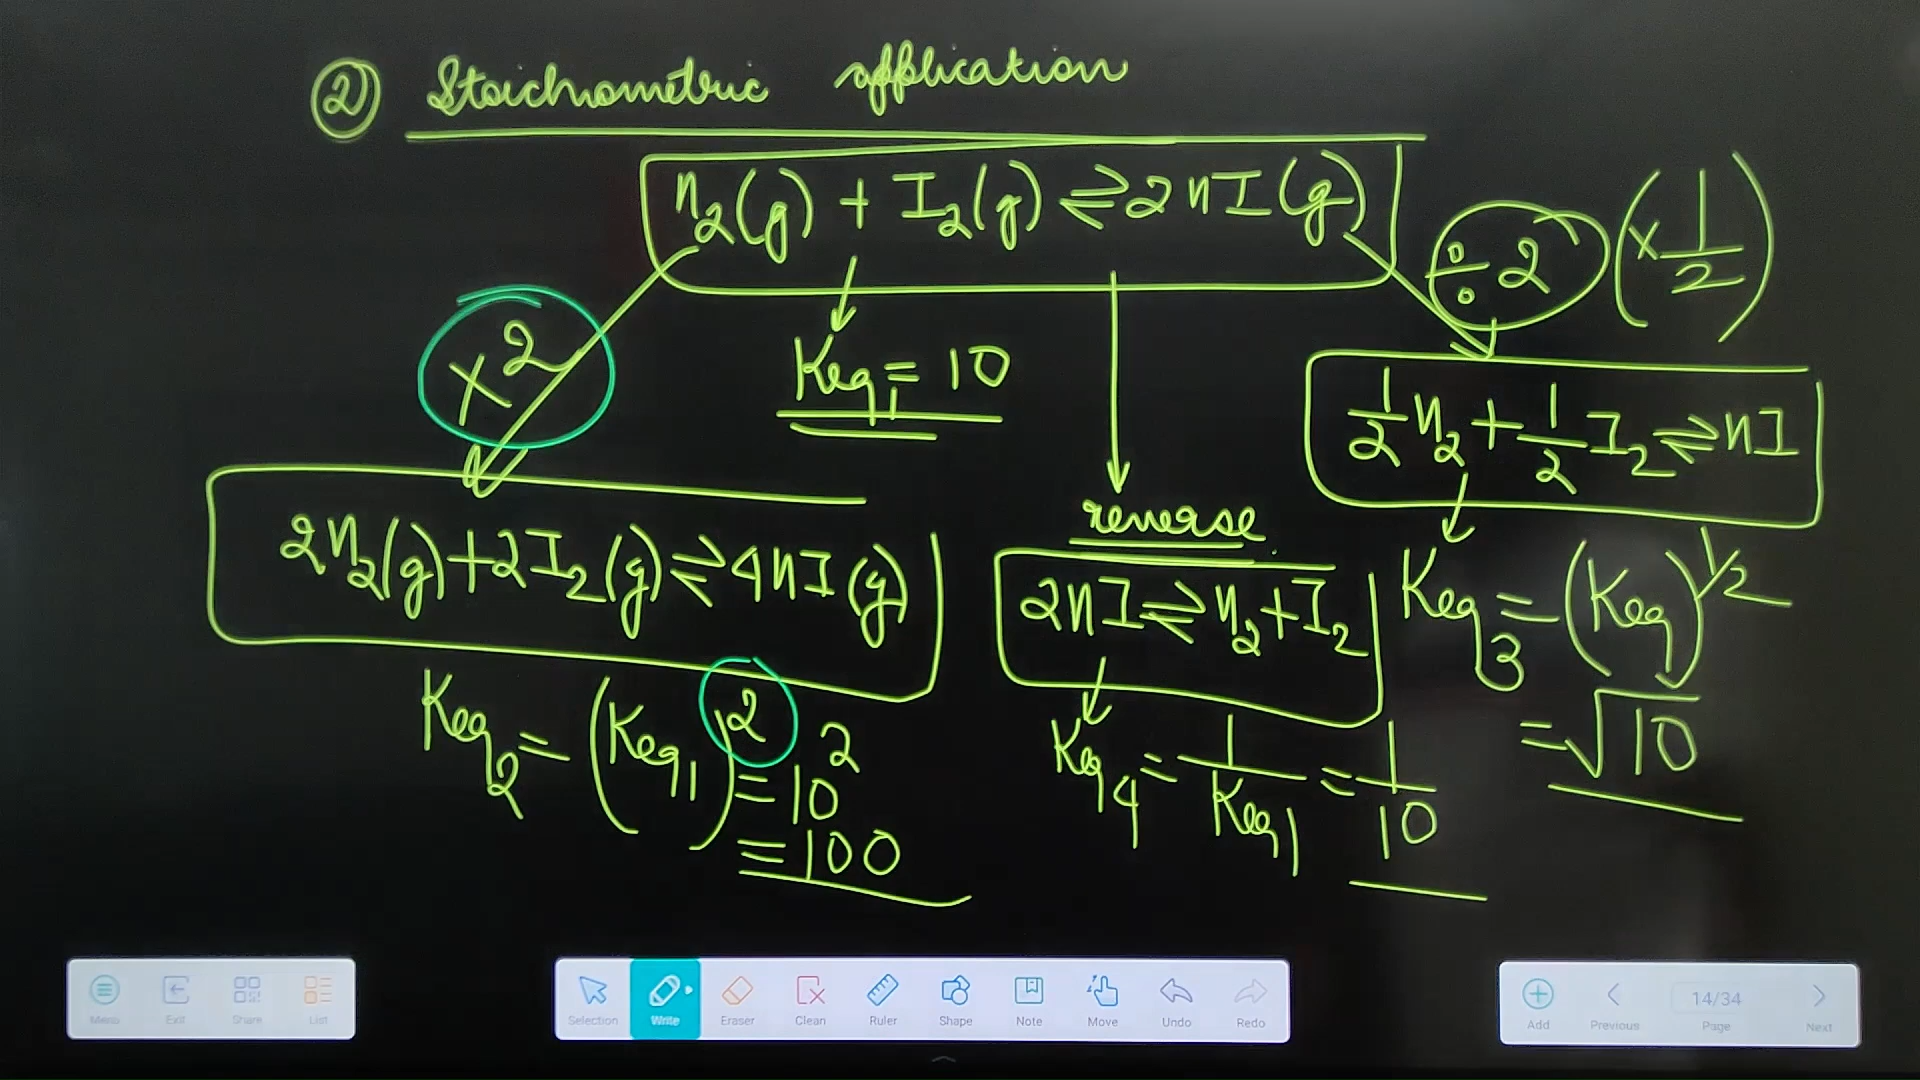 ② Stoichiometric application
H₂(g) + I₂(g) ⇌ 2HI(g)
÷ 2 (× 1/2)
×2
Keq₁ = 10
1/2 H₂ + 1/2 I₂ ⇌ HI
reverse
2H₂(g) + 2I₂(g) ⇌ 4HI(g)
2HI ⇌ H₂ + I₂
Keq₃ = (Keq)^1/2
= √10
Keq₂ = (Keq₁)²
= 10²
= 100
Keq₄ = 1/Keq₁ = 1/10
Menu
Exit
Share
List
Selection
Write
Eraser
Clean
Ruler
Shape
Note
Move
Undo
Redo
Add
Previous
14/34
Page
Next